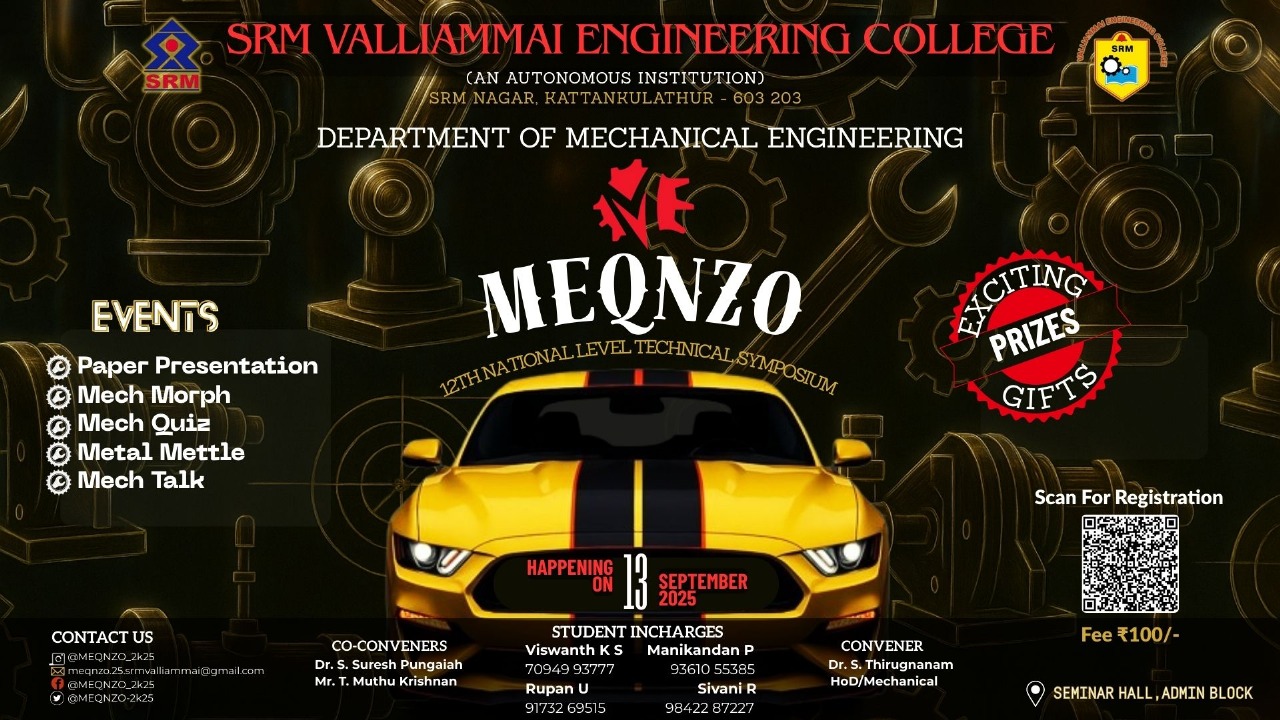 SRM VALLIAMMAI ENGINEERING COLLEGE
(AN AUTONOMOUS INSTITUTION)
SRM NAGAR, KATTANKULATHUR - 603 203
DEPARTMENT OF MECHANICAL ENGINEERING
SRM
VALLIAMMAI ENGINEERING COLLEGE
SRM
ME
MEQNZO
12TH NATIONAL LEVEL TECHNICAL SYMPOSIUM
EVENTS
Paper Presentation
Mech Morph
Mech Quiz
Metal Mettle
Mech Talk
EXCITING
PRIZES
GIFTS
Scan For Registration
Fee ₹100/-
HAPPENING
ON
13
SEPTEMBER
2025
CONTACT US
@MEQNZO_2k25
meqnzo.25.srmvalliammai@gmail.com
@MEQNZO_2k25
@MEQNZO-2k25
CO-CONVENERS
Dr. S. Suresh Pungaiah
Mr. T. Muthu Krishnan
STUDENT INCHARGES
Viswanth K S Manikandan P
70949 93777 93610 55385
Rupan U Sivani R
91732 69515 98422 87227
CONVENER
Dr. S. Thirugnanam
HoD/Mechanical
SEMINAR HALL, ADMIN BLOCK